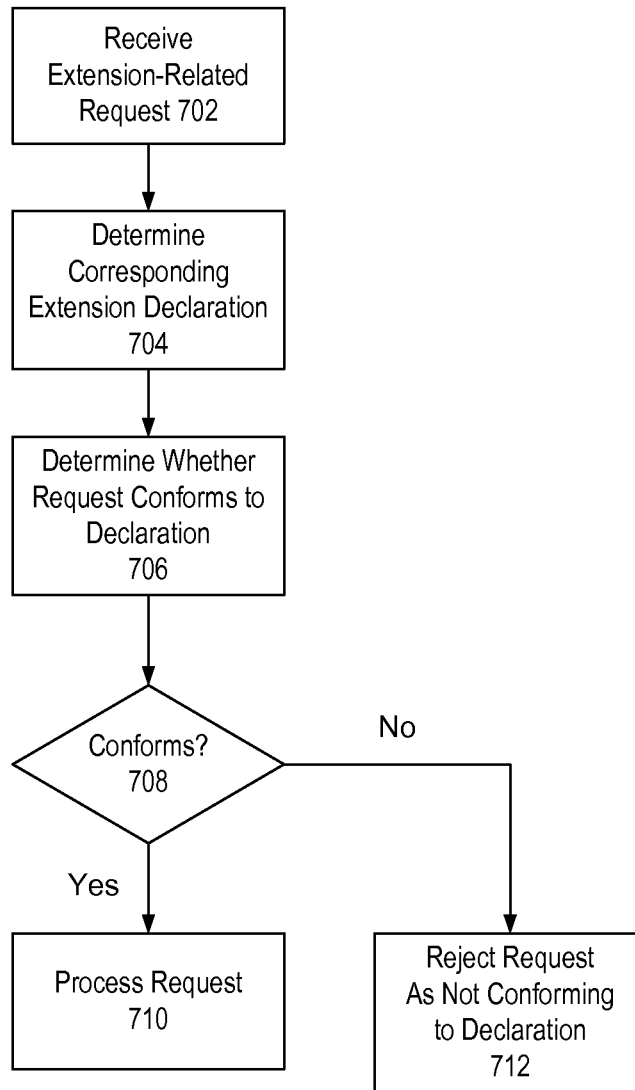 Receive
Extension-Related
Request 702
Determine
Corresponding
Extension Declaration
704
Determine Whether
Request Conforms to
Declaration
706
Conforms?
708
No
Yes
Process Request
710
Reject Request
As Not Conforming
to Declaration
712